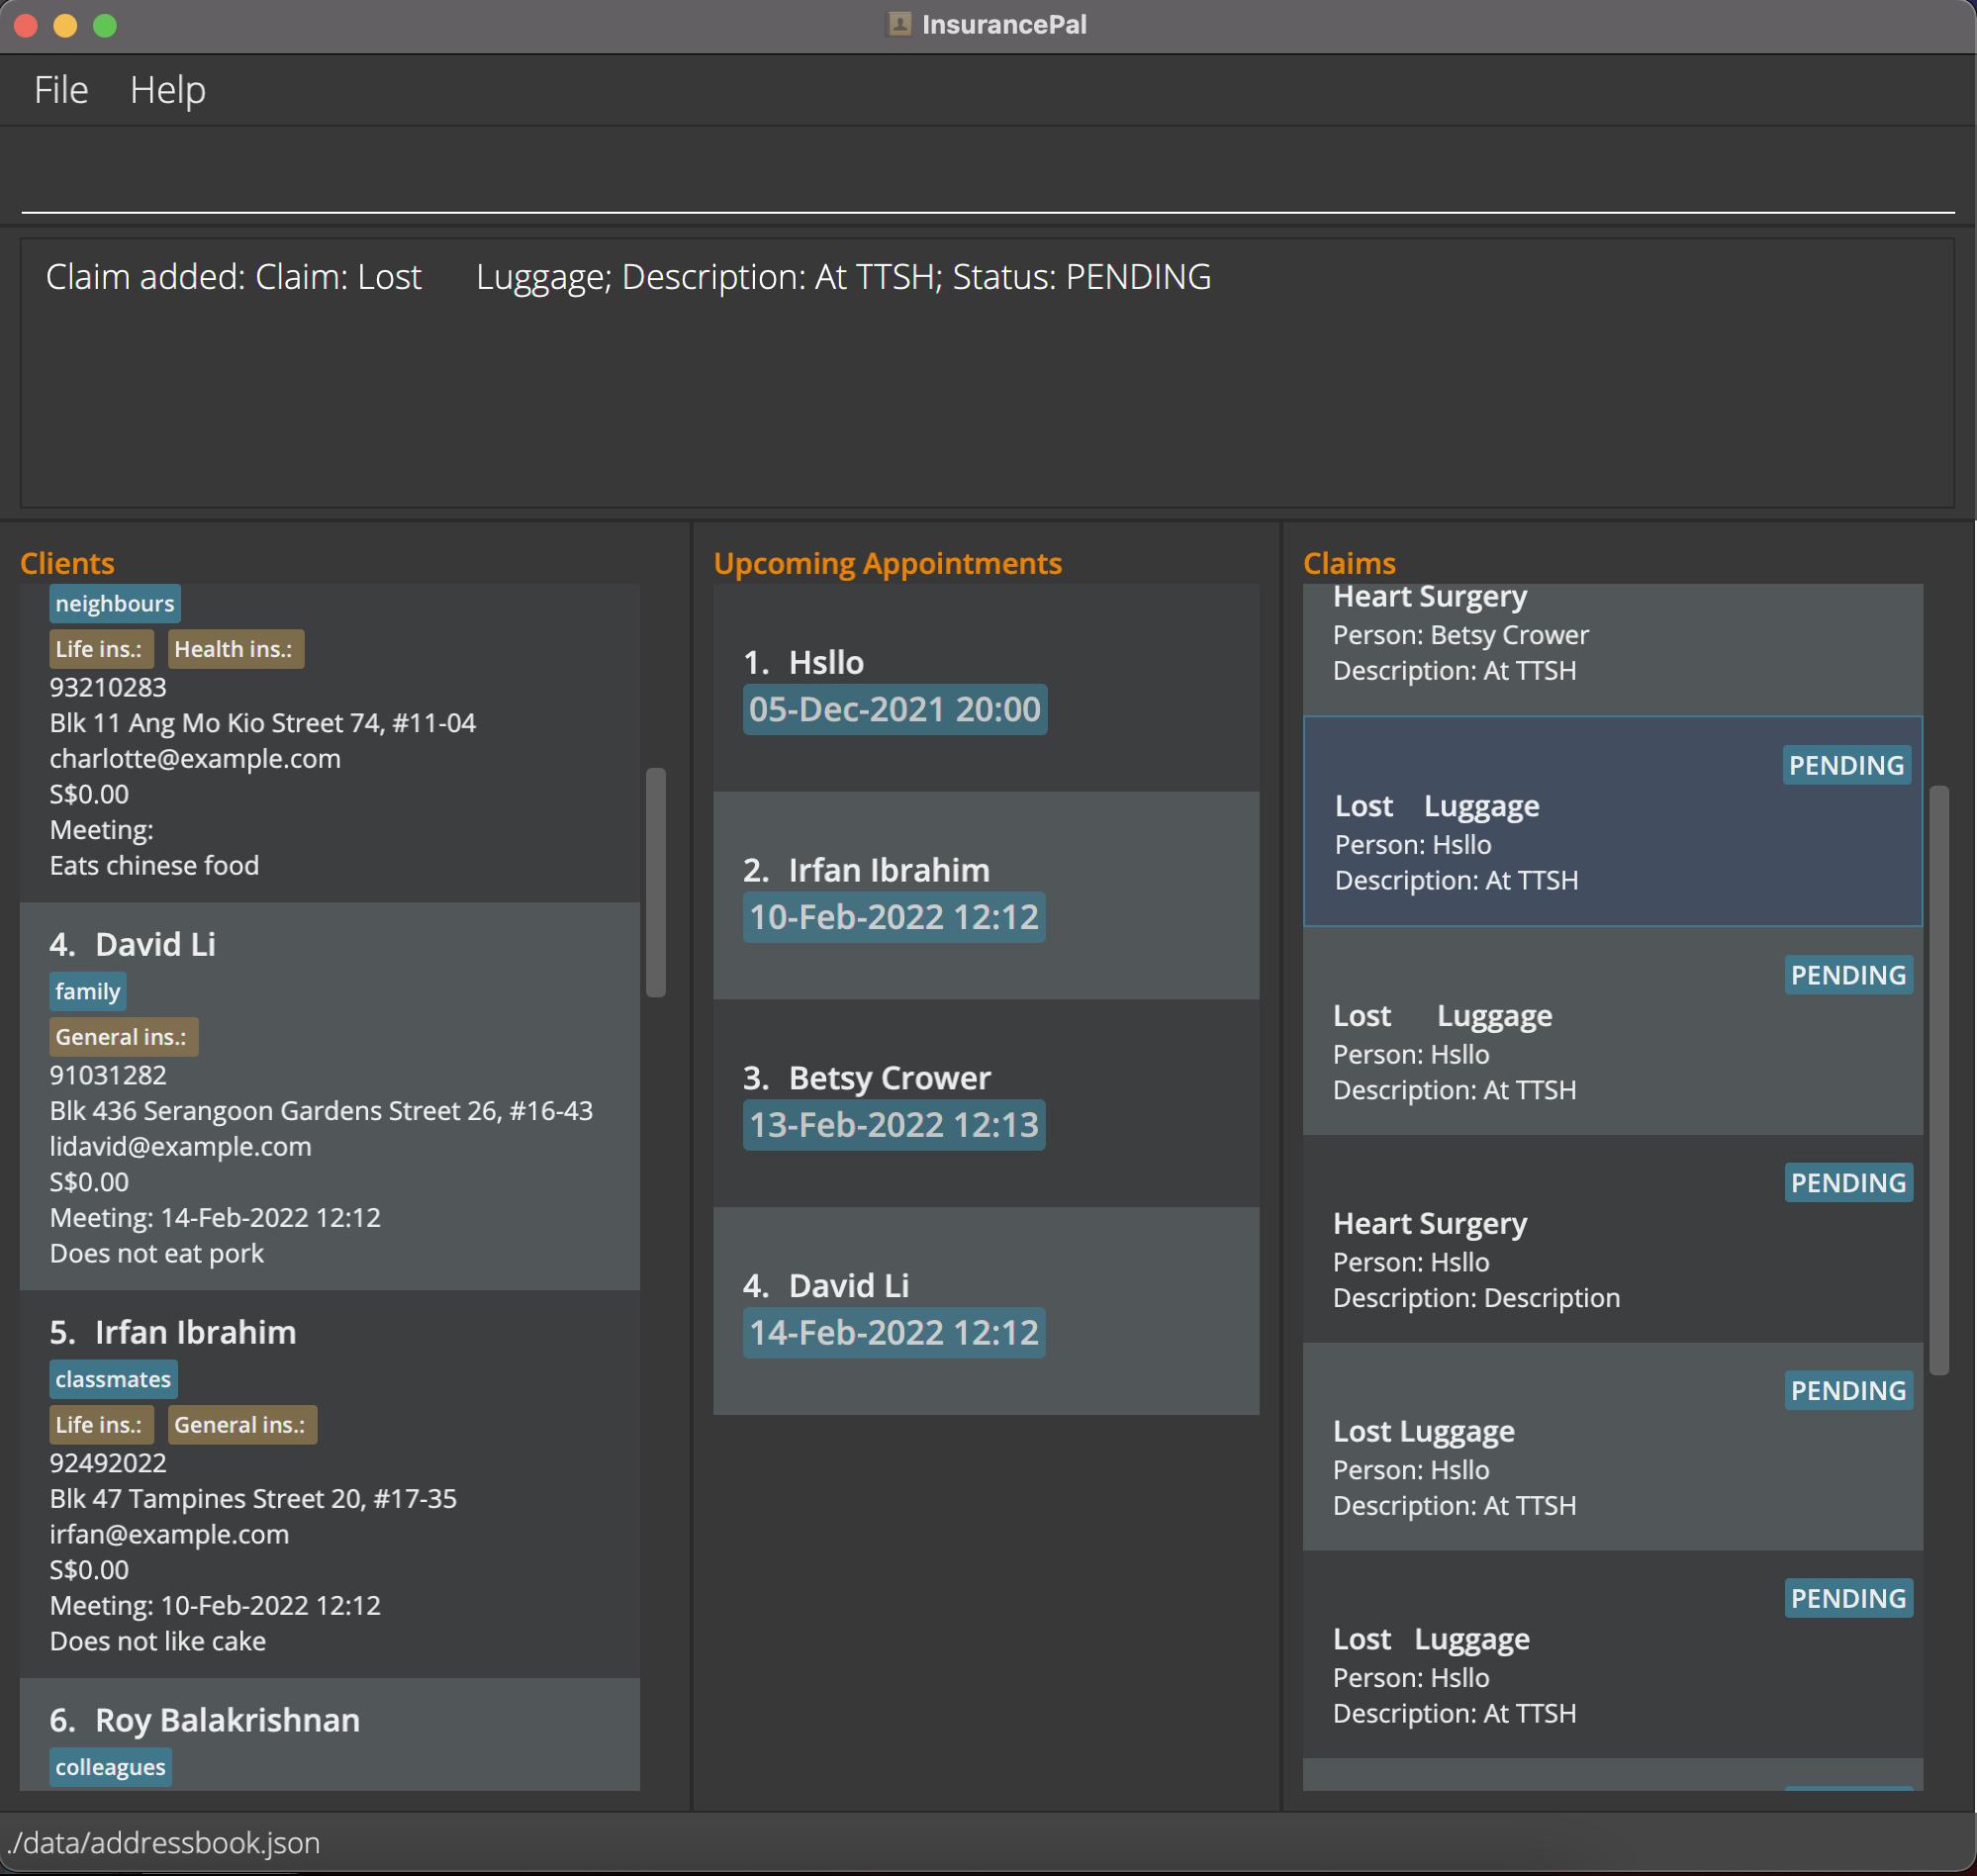 InsurancePal
File Help
Claim added: Claim: Lost      Luggage; Description: At TTSH; Status: PENDING
Clients
neighbours
Life ins.: Health ins.:
93210283
Blk 11 Ang Mo Kio Street 74, #11-04
charlotte@example.com
S$0.00
Meeting:
Eats chinese food
4. David Li
family
General ins.:
91031282
Blk 436 Serangoon Gardens Street 26, #16-43
lidavid@example.com
S$0.00
Meeting: 14-Feb-2022 12:12
Does not eat pork
5. Irfan Ibrahim
classmates
Life ins.: General ins.:
92492022
Blk 47 Tampines Street 20, #17-35
irfan@example.com
S$0.00
Meeting: 10-Feb-2022 12:12
Does not like cake
6. Roy Balakrishnan
colleagues
Upcoming Appointments
1. Hsllo
05-Dec-2021 20:00
2. Irfan Ibrahim
10-Feb-2022 12:12
3. Betsy Crower
13-Feb-2022 12:13
4. David Li
14-Feb-2022 12:12
Claims
Heart Surgery
Person: Betsy Crower
Description: At TTSH
PENDING
Lost    Luggage
Person: Hsllo
Description: At TTSH
PENDING
Lost      Luggage
Person: Hsllo
Description: At TTSH
PENDING
Heart Surgery
Person: Hsllo
Description: Description
PENDING
Lost Luggage
Person: Hsllo
Description: At TTSH
PENDING
Lost   Luggage
Person: Hsllo
Description: At TTSH
./data/addressbook.json